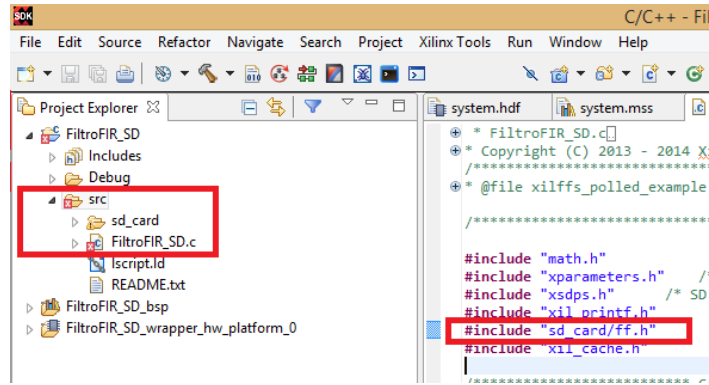 SDK C/C++ - Fil
File Edit Source Refactor Navigate Search Project Xilinx Tools Run Window Help
Project Explorer
FiltroFIR_SD
Includes
Debug
src
sd_card
FiltroFIR_SD.c
lscript.ld
README.txt
FiltroFIR_SD_bsp
FiltroFIR_SD_wrapper_hw_platform_0
system.hdf system.mss
* FiltroFIR_SD.c
* Copyright (C) 2013 - 2014 Xi
/******************************
* @file xilffs_polled_example
/******************************
#include "math.h"
#include "xparameters.h" /*
#include "xsdps.h" /* SD
#include "xil_printf.h"
#include "sd_card/ff.h"
#include "xil_cache.h"
/************************** C